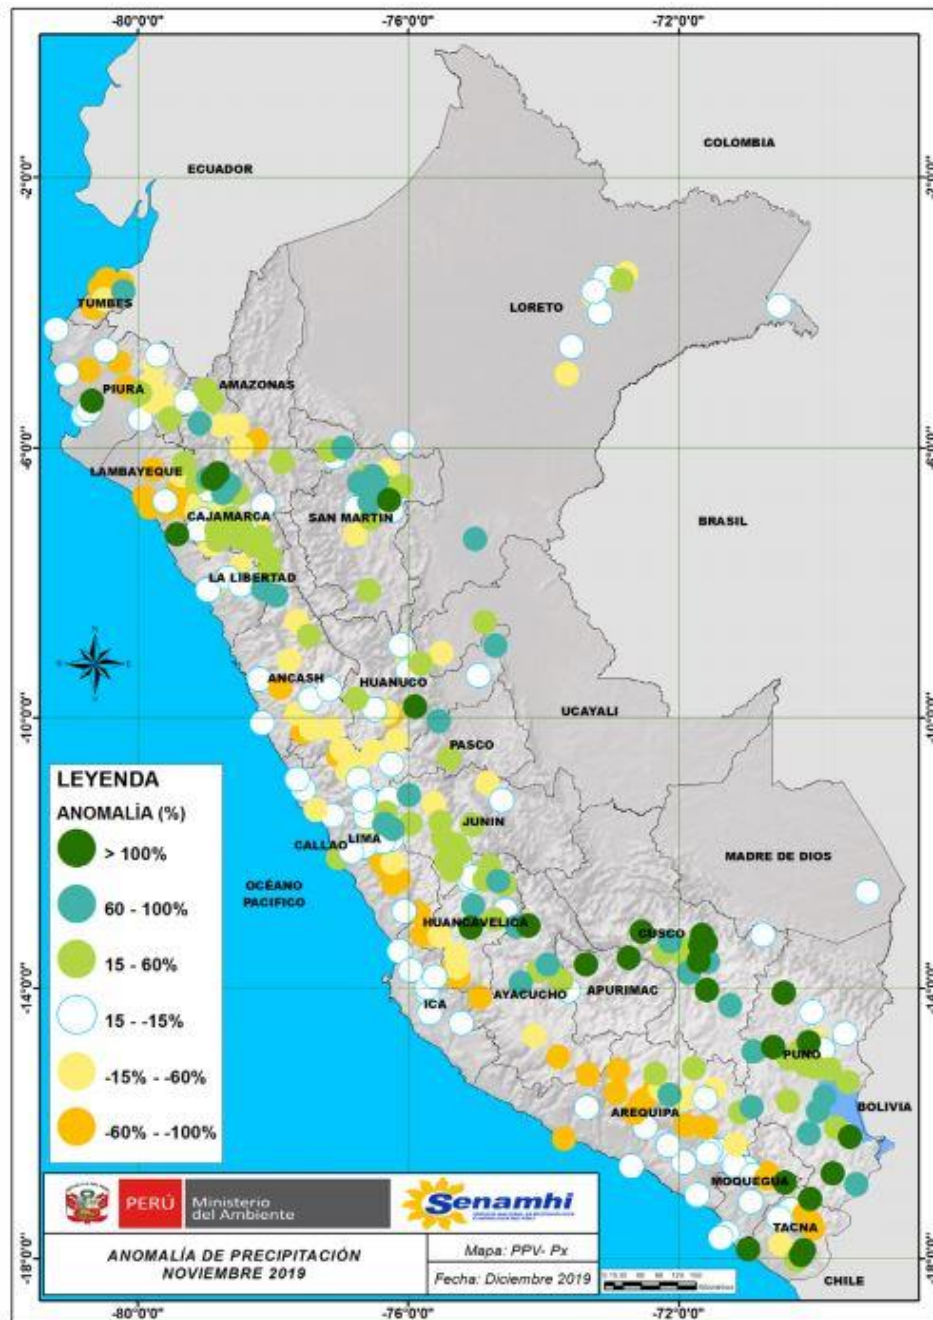 -80°0'0"
-76°0'0"
-72°0'0"
COLOMBIA
ECUADOR
-2°0'0"
-2°0'0"
TUMBES
LORETO
PIURA
AMAZONAS
-6°0'0"
-6°0'0"
LAMBAYEQUE
CAJAMARCA
SAN MARTIN
BRASIL
LA LIBERTAD
N
ANCASH
HUANUCO
UCAYALI
-10°0'0"
-10°0'0"
PASCO
LEYENDA
ANOMALÍA (%)
> 100%
60 - 100%
15 - 60%
15 - -15%
-15% - -60%
-60% - -100%
JUNIN
LIMA
CALLAO
MADRE DE DIOS
OCÉANO
PACIFICO
HUANCAVELICA
CUSCO
-14°0'0"
-14°0'0"
ICA
AYACUCHO
APURIMAC
PUNO
BOLIVIA
AREQUIPA
MOQUEGUA
TACNA
CHILE
PERÚ
Ministerio
del Ambiente
Senamhi
ANOMALÍA DE PRECIPITACIÓN
NOVIEMBRE 2019
Mapa: PPV- Px
Fecha: Diciembre 2019
-18°0'0"
-18°0'0"
-80°0'0"
-76°0'0"
-72°0'0"